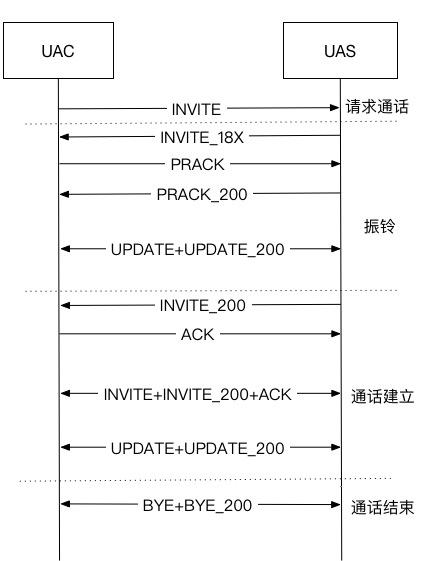 UAC
UAS
INVITE
请求通话
INVITE_18X
PRACK
PRACK_200
振铃
UPDATE+UPDATE_200
INVITE_200
ACK
INVITE+INVITE_200+ACK
通话建立
UPDATE+UPDATE_200
BYE+BYE_200
通话结束